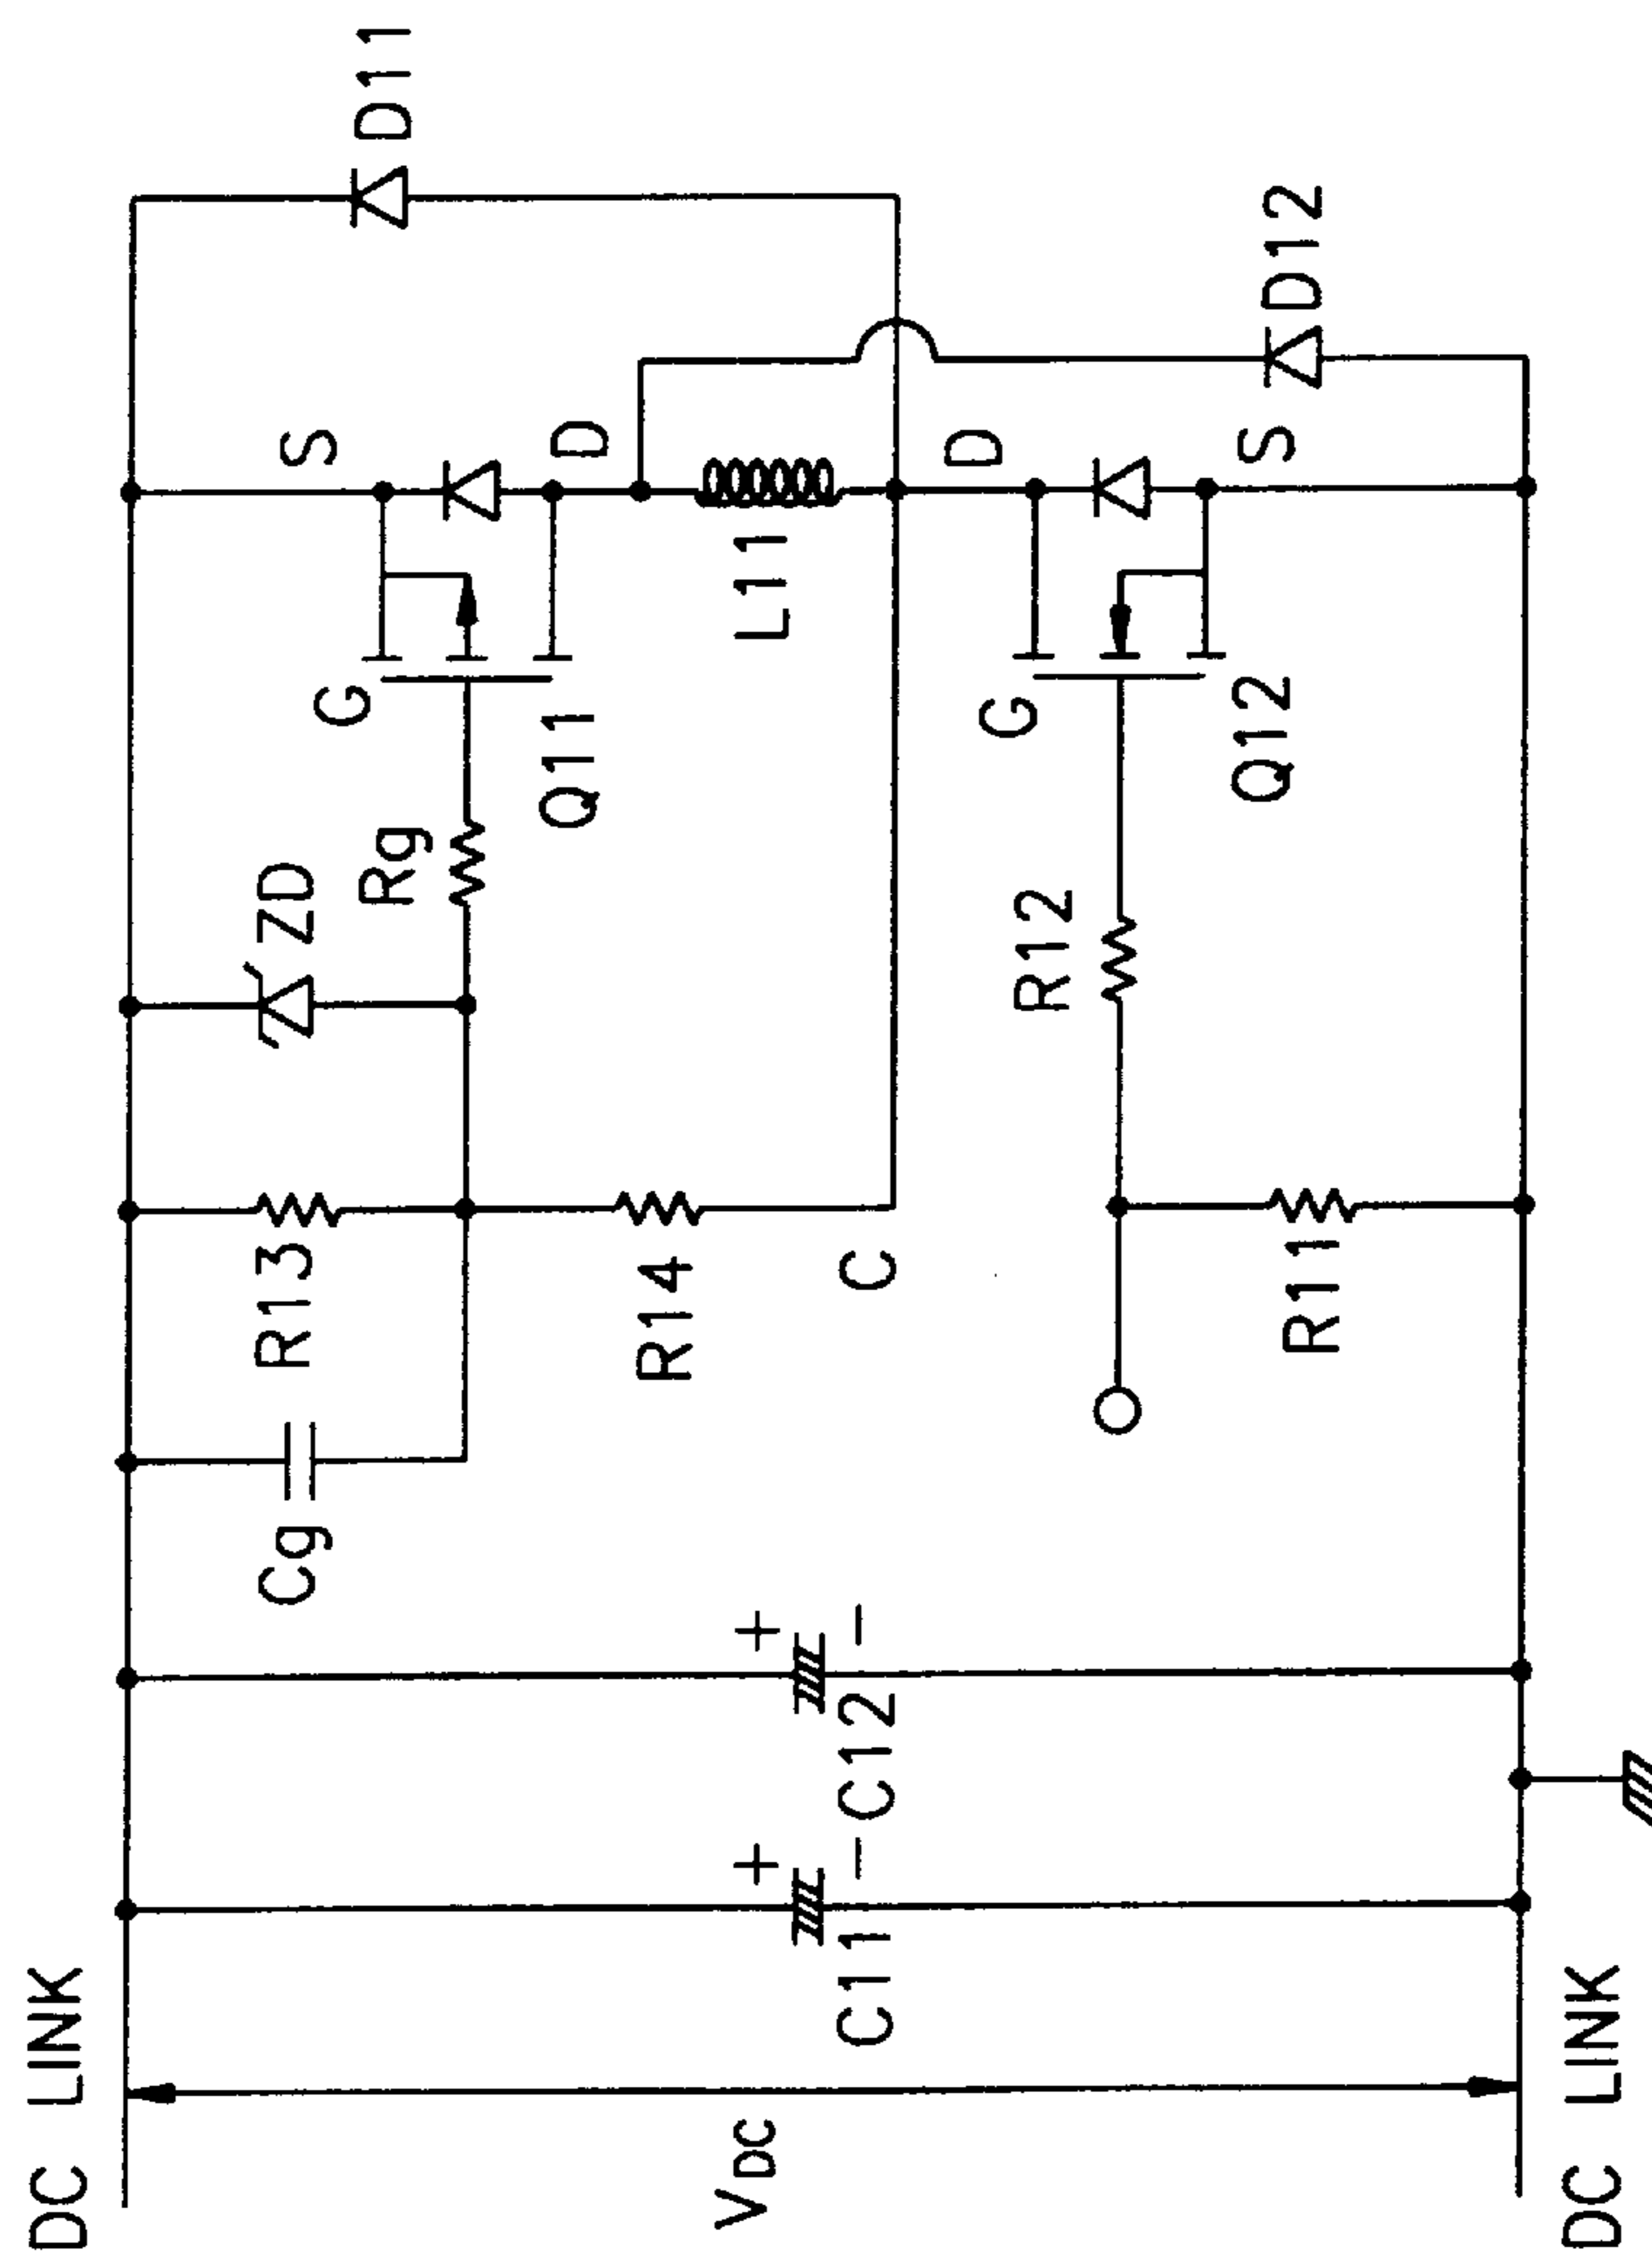 DC LINK
Cg
R13
ZD
Rg
G
S
D11
Q11
D
VDC
C11
+
-
C12
+
-
R14
C
L11
D
G
R12
Q12
S
D12
R11
DC LINK